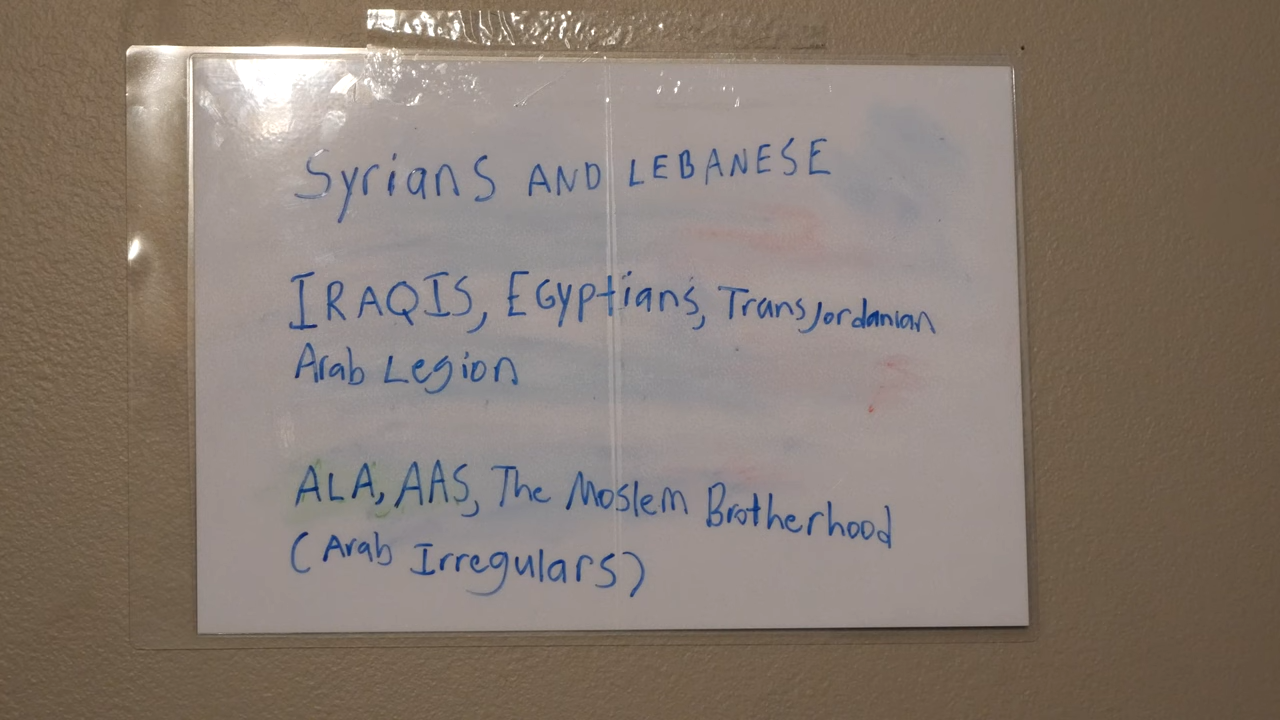 Syrians AND LEBANESE
IRAQIS, EGyptians, Transjordanian
Arab Legion
ALA, AAS, The Moslem Brotherhood
(Arab Irregulars)